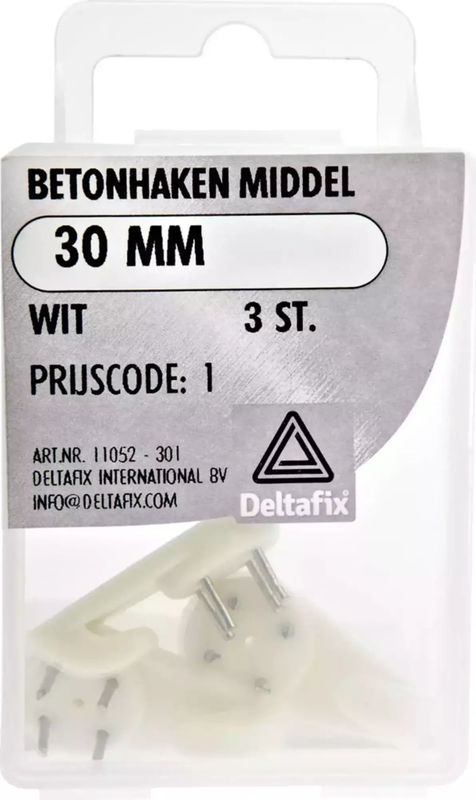 BETONHAKEN MIDDEL
30 MM
WIT 3 ST.
PRIJSCODE: 1
ART.NR. 11052 - 301
DELTAFIX INTERNATIONAL BV
INFO@DELTAFIX.COM
Deltafix®